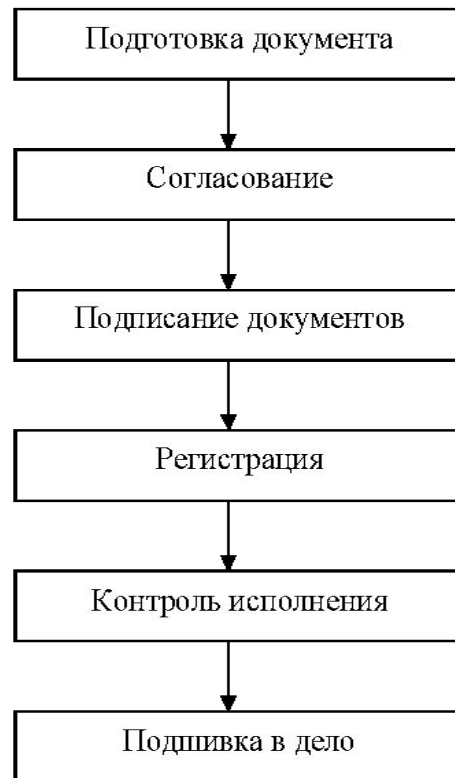 Подготовка документа
Согласование
Подписание документов
Регистрация
Контроль исполнения
Подшивка в дело